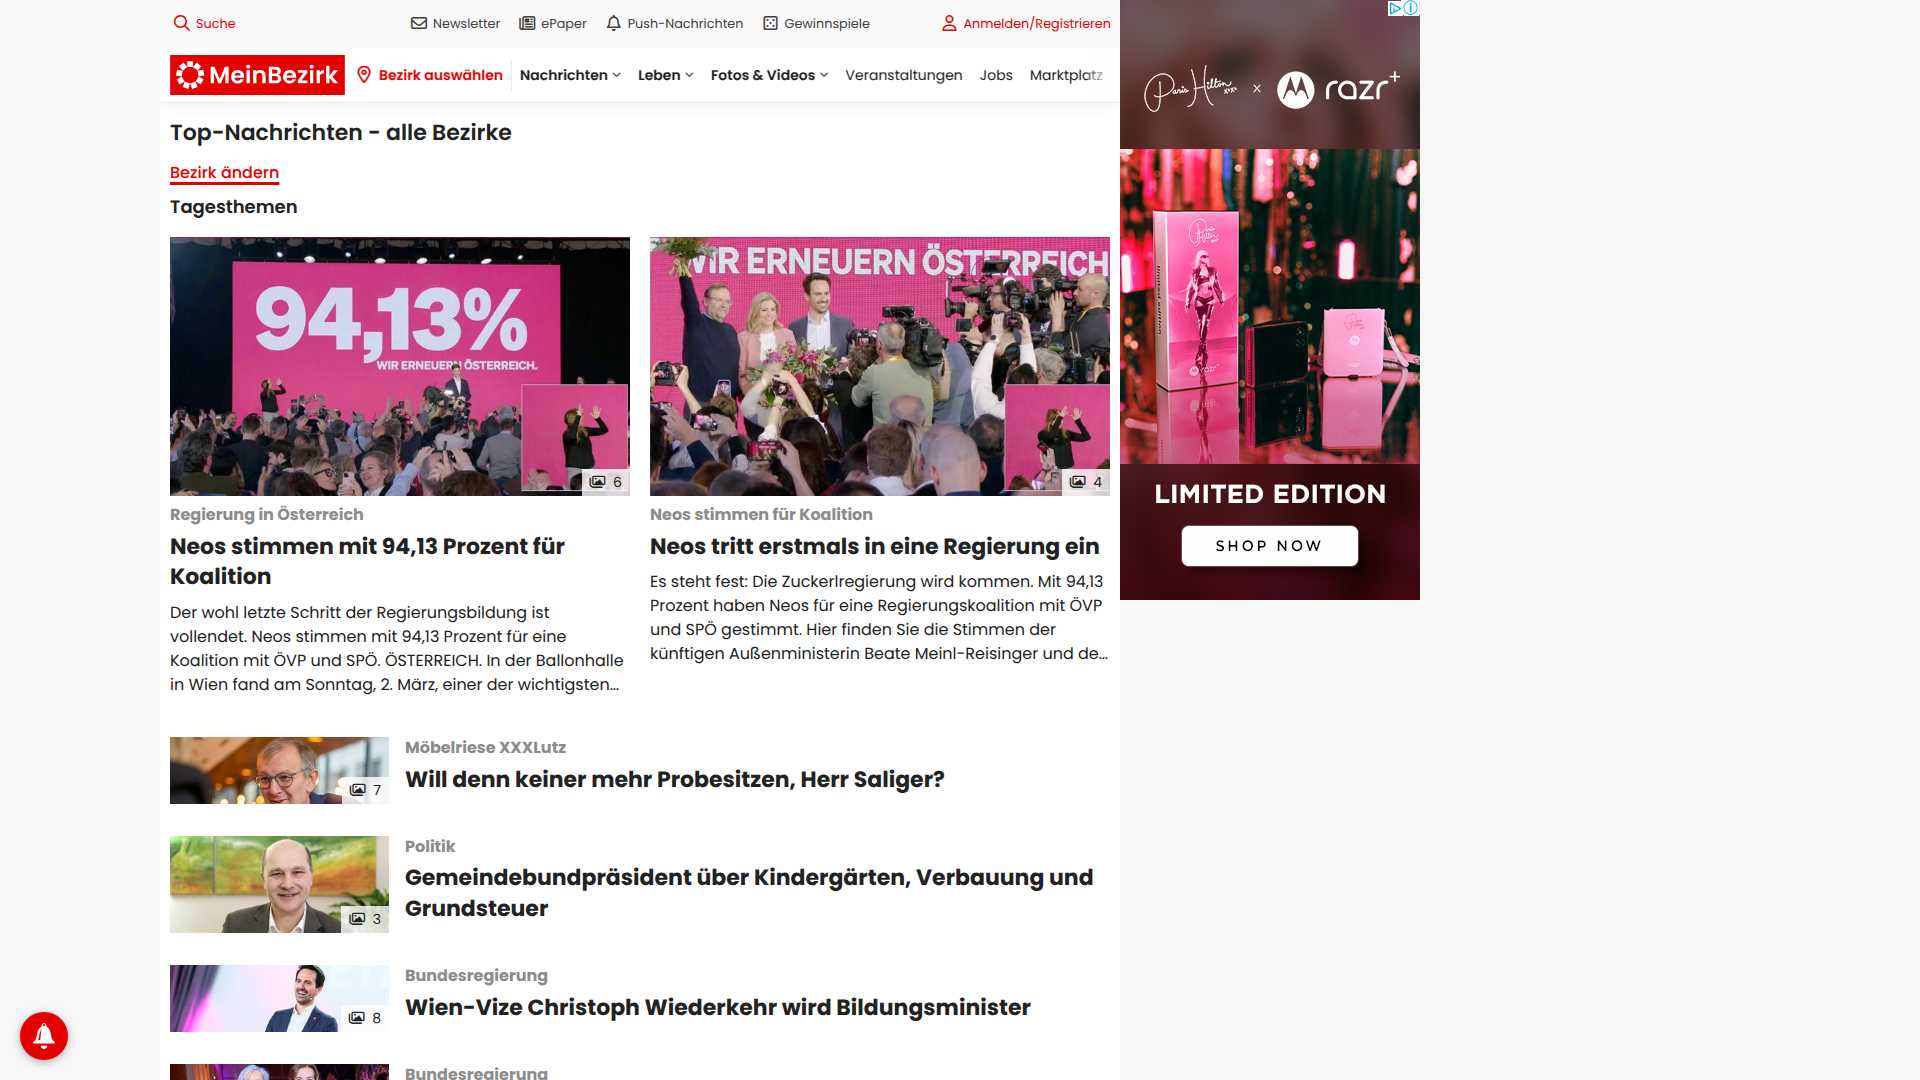 Suche
Newsletter
ePaper
Push-Nachrichten
Gewinnspiele
Anmelden/Registrieren
MeinBezirk
Bezirk auswählen
Nachrichten
Leben
Fotos & Videos
Veranstaltungen
Jobs
Marktplatz
Top-Nachrichten - alle Bezirke
Bezirk ändern
Tagesthemen
94,13%
WIR ERNEUERN ÖSTERREICH.
6
Regierung in Österreich
Neos stimmen mit 94,13 Prozent für
Koalition
Der wohl letzte Schritt der Regierungsbildung ist
vollendet. Neos stimmen mit 94,13 Prozent für eine
Koalition mit ÖVP und SPÖ. ÖSTERREICH. In der Ballonhalle
in Wien fand am Sonntag, 2. März, einer der wichtigsten...
WIR ERNEUERN ÖSTERREICH
4
Neos stimmen für Koalition
Neos tritt erstmals in eine Regierung ein
Es steht fest: Die Zuckerlregierung wird kommen. Mit 94,13
Prozent haben Neos für eine Regierungskoalition mit ÖVP
und SPÖ gestimmt. Hier finden Sie die Stimmen der
künftigen Außenministerin Beate Meinl-Reisinger und de...
7
Möbelriese XXXLutz
Will denn keiner mehr Probesitzen, Herr Saliger?
3
Politik
Gemeindebundpräsident über Kindergärten, Verbauung und
Grundsteuer
8
Bundesregierung
Wien-Vize Christoph Wiederkehr wird Bildungsminister
Bundesregierung
Paris Hilton x razr+
LIMITED EDITION
SHOP NOW